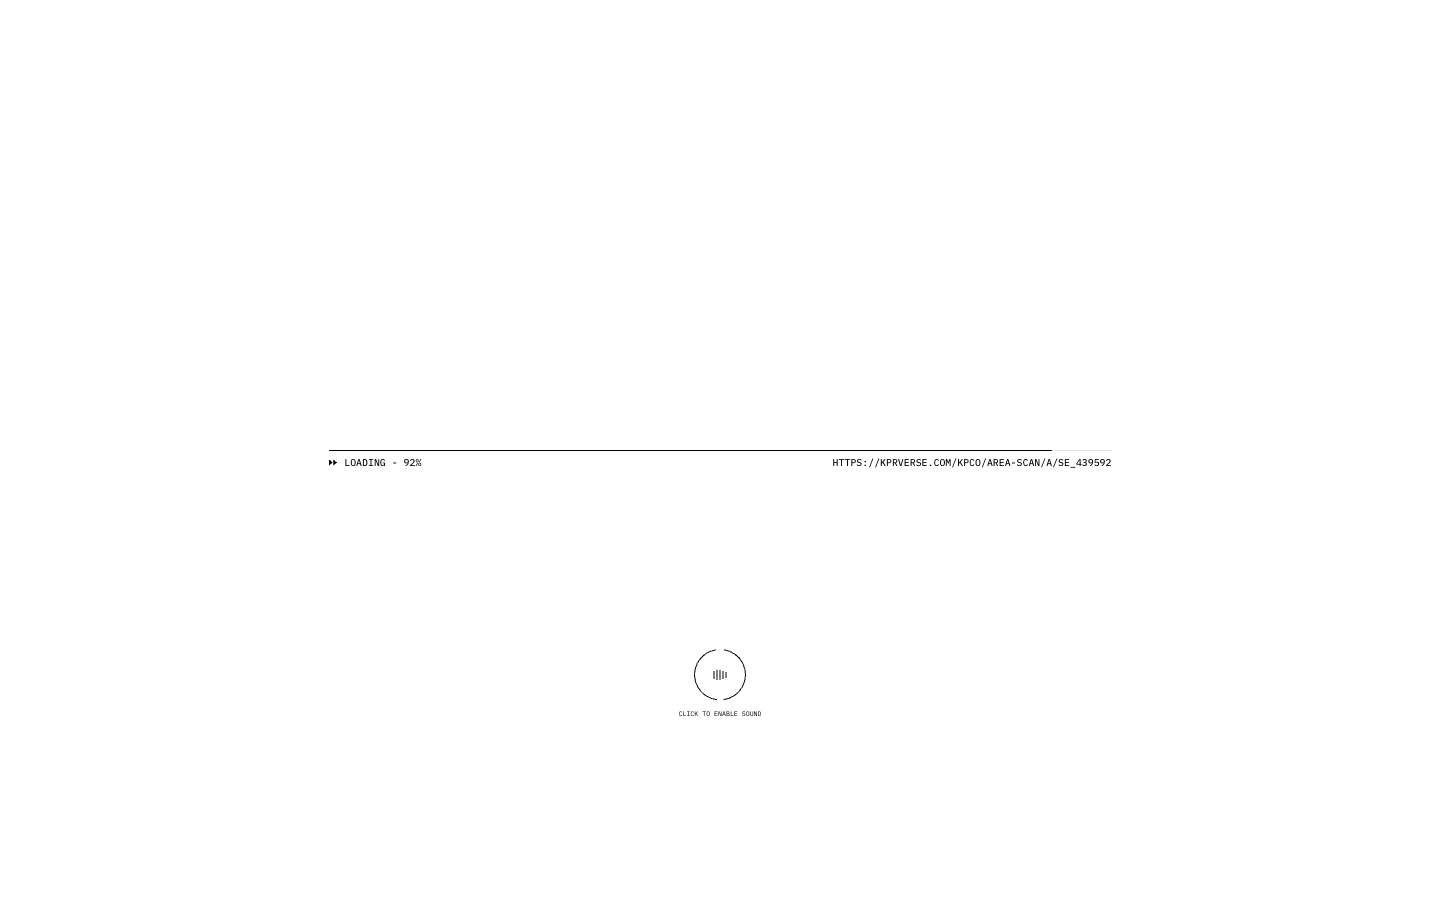 LOADING - 92%
HTTPS://KPRVERSE.COM/KPCO/AREA-SCAN/A/SE_439592
CLICK TO ENABLE SOUND